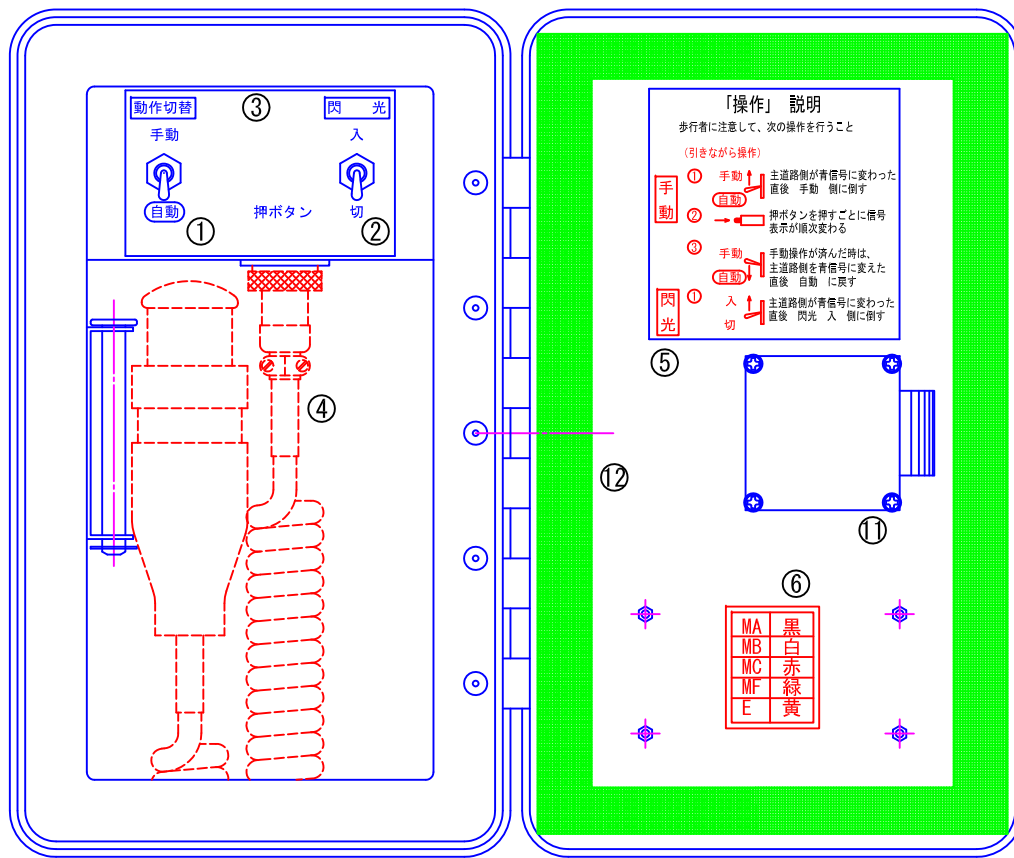 動作切替
③
閃 光
手動
入
自動
①
押ボタン
切
②
④
「操作」 説明
歩行者に注意して、次の操作を行うこと
(引きながら操作)
手動
①
手動
自動
主道路側が青信号に変わった
直後 手動 側に倒す
②
押ボタンを押すごとに信号
表示が順次変わる
③
手動
自動
手動操作が済んだ時は、
主道路側を青信号に変えた
直後 自動 に戻す
閃光
①
入
切
主道路側が青信号に変わった
直後 閃光 入 側に倒す
⑤
⑫
⑪
⑥
MA 黒
MB 白
MC 赤
MF 緑
E 黄